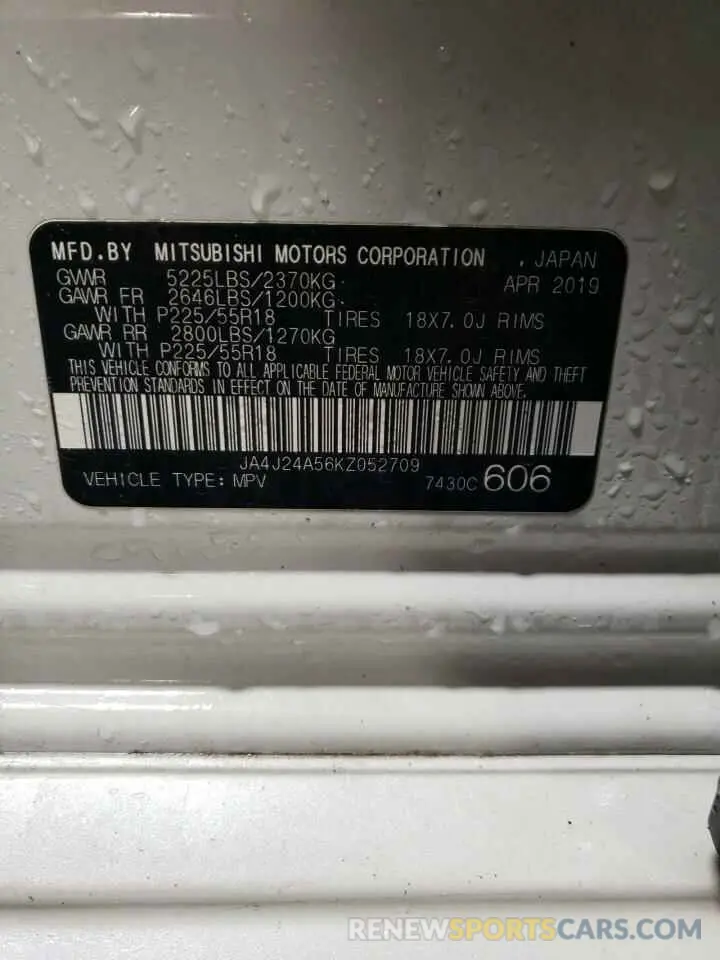 MFD.BY MITSUBISHI MOTORS CORPORATION , JAPAN
GVWR 5225LBS/2370KG APR 2019
GAWR FR 2646LBS/1200KG
WITH P225/55R18 TIRES 18X7.0J RIMS
GAWR RR 2800LBS/1270KG
WITH P225/55R18 TIRES 18X7.0J RIMS
THIS VEHICLE CONFORMS TO ALL APPLICABLE FEDERAL MOTOR VEHICLE SAFETY AND THEFT
PREVENTION STANDARDS IN EFFECT ON THE DATE OF MANUFACTURE SHOWN ABOVE.
JA4J24A56KZ052709
VEHICLE TYPE: MPV 7430C 606
RENEWSPORTSCARS.COM